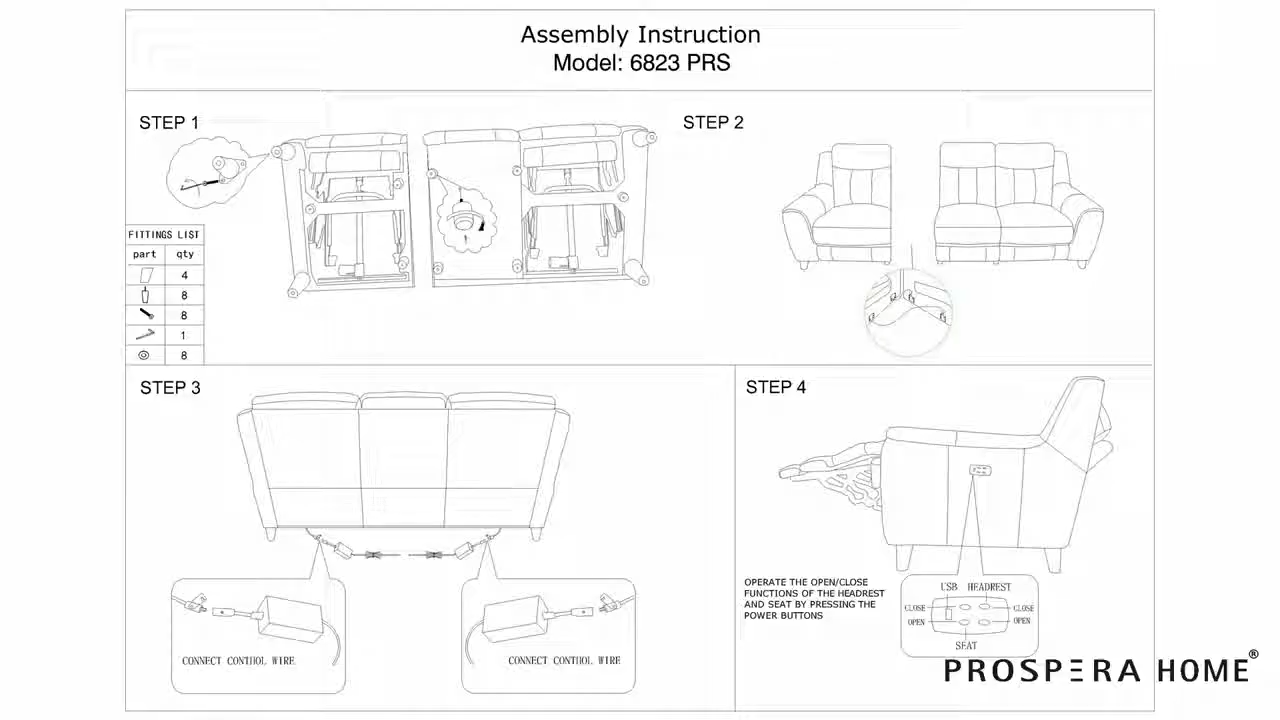 Assembly Instruction
Model: 6823 PRS
STEP 1
STEP 2
FITTINGS LIST
part qty
4
8
8
1
8
STEP 3
STEP 4
CONNECT CONTROL WIRE
CONNECT CONTROL WIRE
OPERATE THE OPEN/CLOSE
FUNCTIONS OF THE HEADREST
AND SEAT BY PRESSING THE
POWER BUTTONS
USB HEADREST
CLOSE CLOSE
OPEN OPEN
SEAT
PROSPERA HOME®